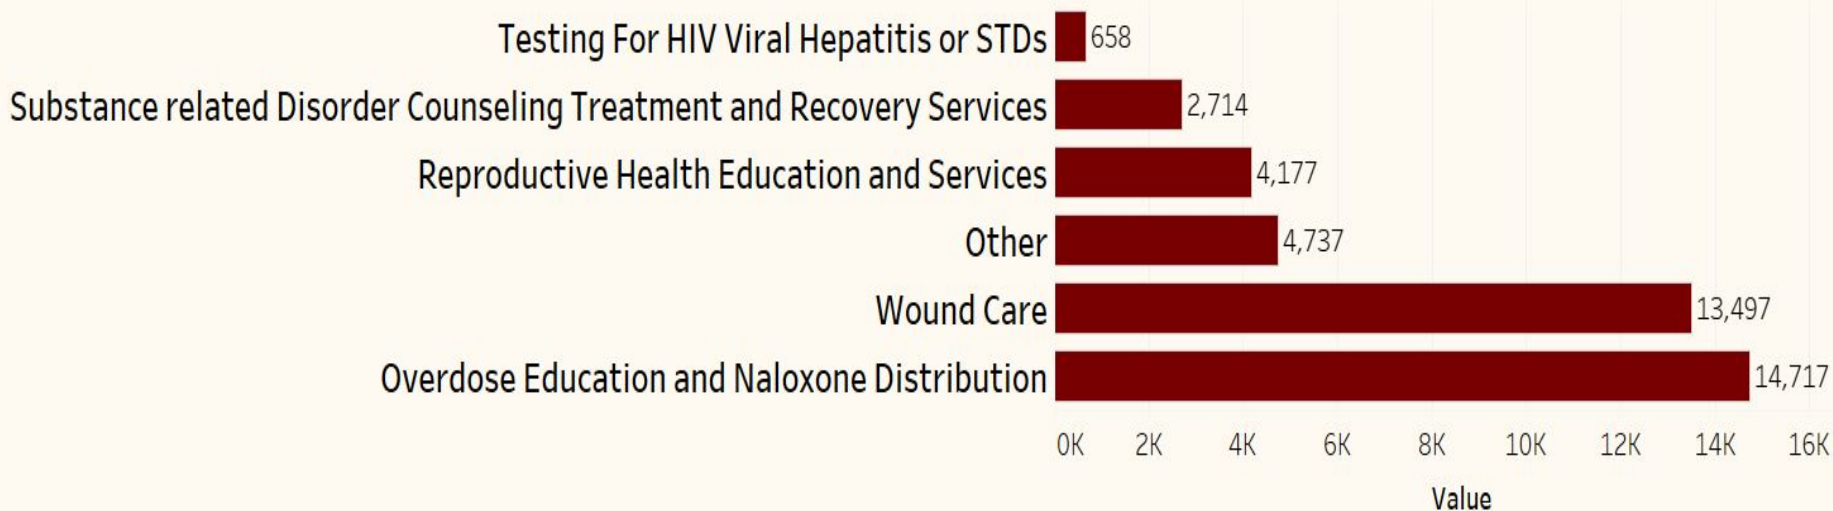 Testing For HIV Viral Hepatitis or STDs 658
Substance related Disorder Counseling Treatment and Recovery Services 2,714
Reproductive Health Education and Services 4,177
Other 4,737
Wound Care 13,497
Overdose Education and Naloxone Distribution 14,717
0K 2K 4K 6K 8K 10K 12K 14K 16K
Value